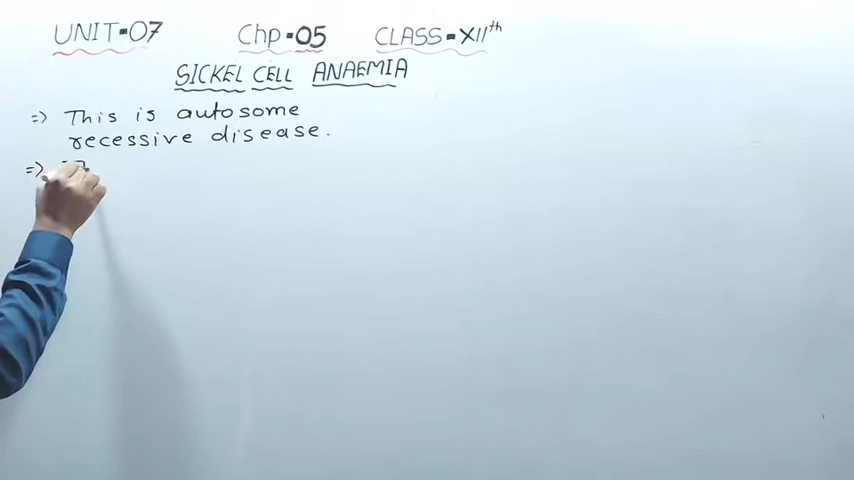 UNIT-07 Chp-05 CLASS-XIIth
SICKEL CELL ANAEMIA
=> This is autosome
recessive disease.
=>